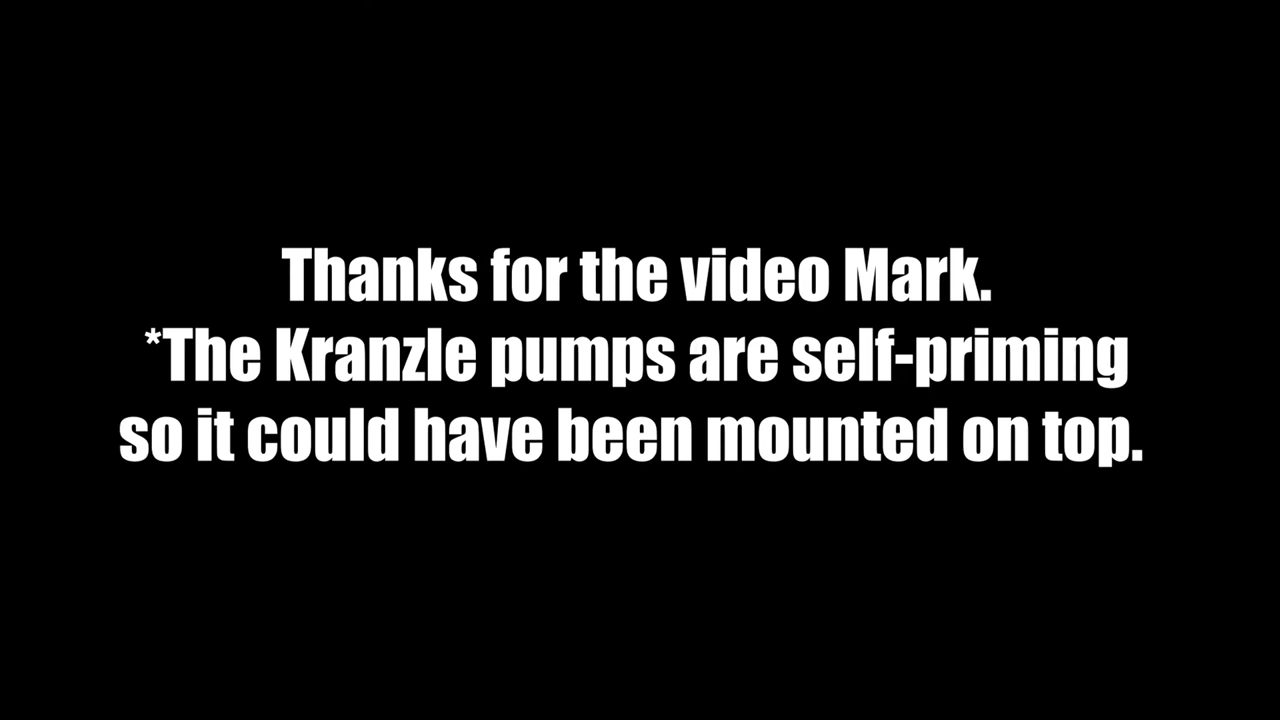 Thanks for the video Mark.
*The Kranzle pumps are self-priming
so it could have been mounted on top.